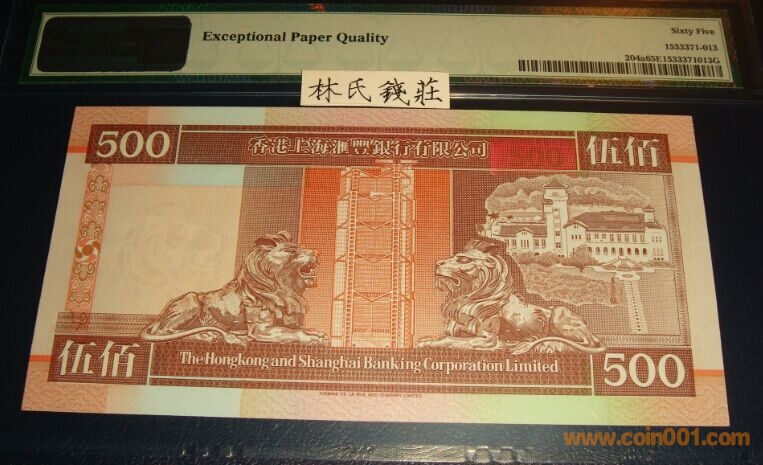 Exceptional Paper Quality
Sixty Five
1533371-013
204a65E1533371013G
林氏錢莊
500 香港上海滙豐銀行有限公司 500 伍佰
伍佰 The Hongkong and Shanghai Banking Corporation Limited 500
THOMAS DE LA RUE AND COMPANY LIMITED
www.coin001.com